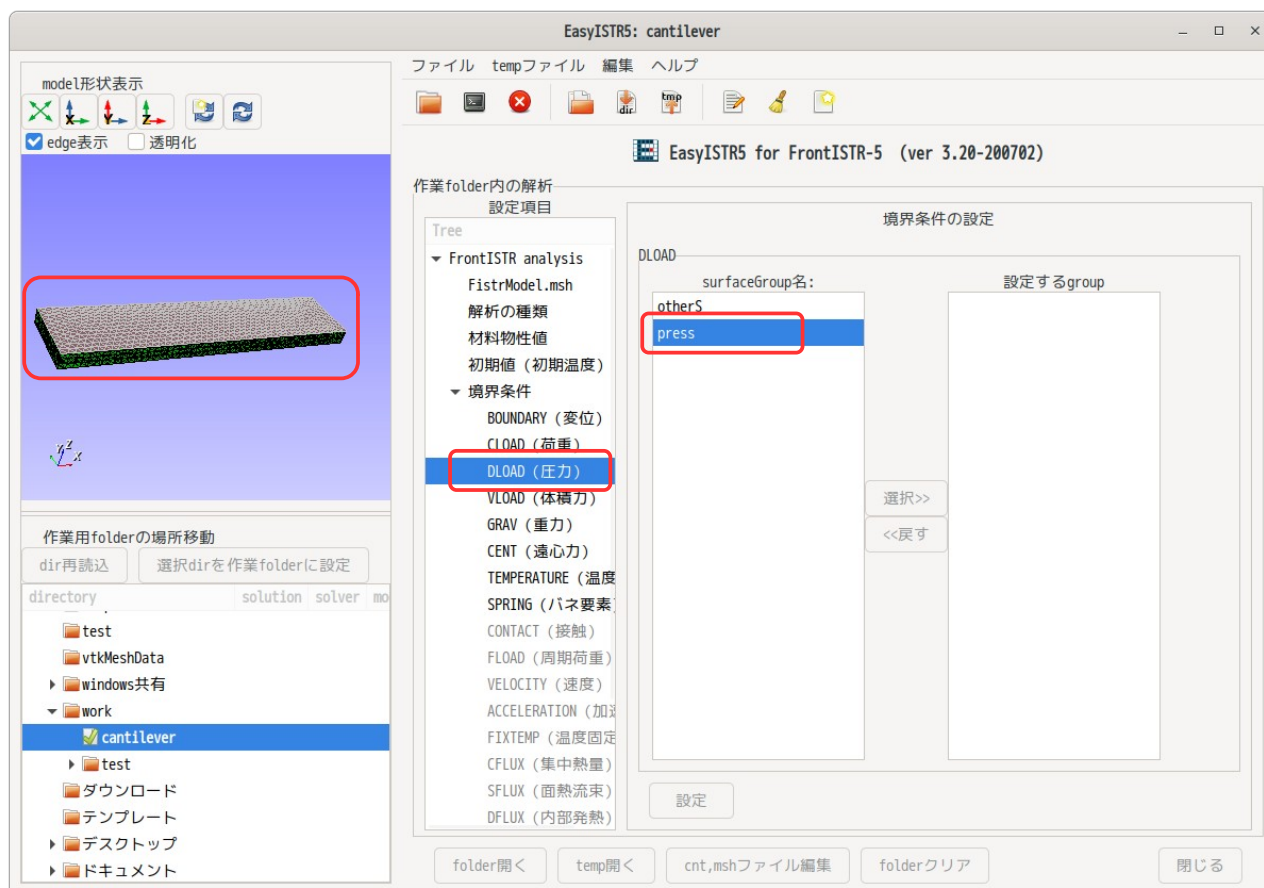 EasyISTR5: cantilever
model形状表示
edge表示 透明化
作業用folderの場所移動
dir再読込 選択dirを作業folderに設定
directory solution solver mo
test
vtkMeshData
windows共有
work
cantilever
test
ダウンロード
テンプレート
デスクトップ
ドキュメント
ファイル tempファイル 編集 ヘルプ
dir
tmp
EasyISTR5 for FrontISTR-5 (ver 3.20-200702)
作業folder内の解析
設定項目
Tree
FrontISTR analysis
FistrModel.msh
解析の種類
材料物性値
初期値 (初期温度)
境界条件
BOUNDARY (変位)
CLOAD (荷重)
DLOAD (圧力)
VLOAD (体積力)
GRAV (重力)
CENT (遠心力)
TEMPERATURE (温度
SPRING (バネ要素)
CONTACT (接触)
FLOAD (周期荷重)
VELOCITY (速度)
ACCELERATION (加速
FIXTEMP (温度固定
CFLUX (集中熱量)
SFLUX (面熱流束)
DFLUX (内部発熱)
境界条件の設定
DLOAD
surfaceGroup名:
otherS
press
選択>>
<<戻す
設定するgroup
設定
folder開く temp開く cnt,mshファイル編集 folderクリア 閉じる